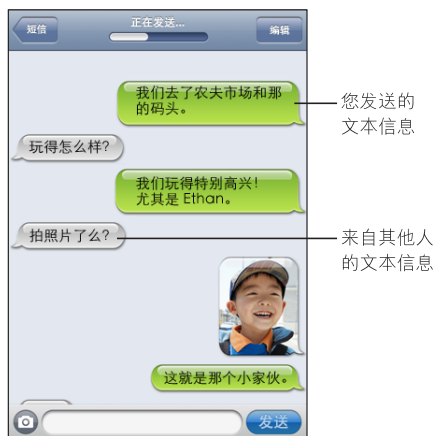 短信
正在发送...
编辑
我们去了农夫市场和那
的码头。
您发送的
文本信息
玩得怎么样?
我们玩得特别高兴!
尤其是 Ethan。
拍照片了么?
来自其他人
的文本信息
这就是那个小家伙。
发送